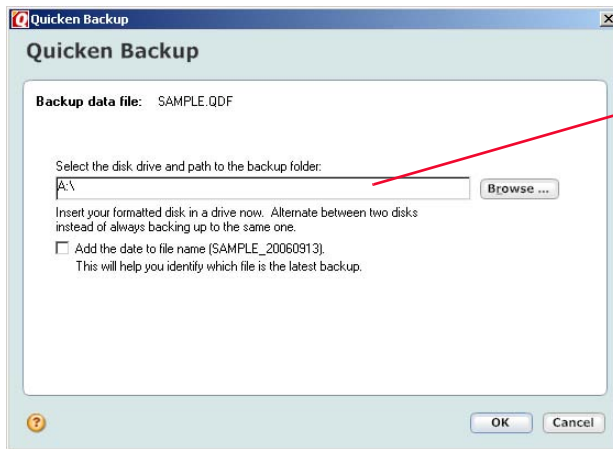 Quicken Backup
Quicken Backup
Backup data file: SAMPLE.QDF
Select the disk drive and path to the backup folder:
A:\
Browse ...
Insert your formatted disk in a drive now. Alternate between two disks
instead of always backing up to the same one.
Add the date to file name (SAMPLE_20060913).
This will help you identify which file is the latest backup.
?
OK
Cancel